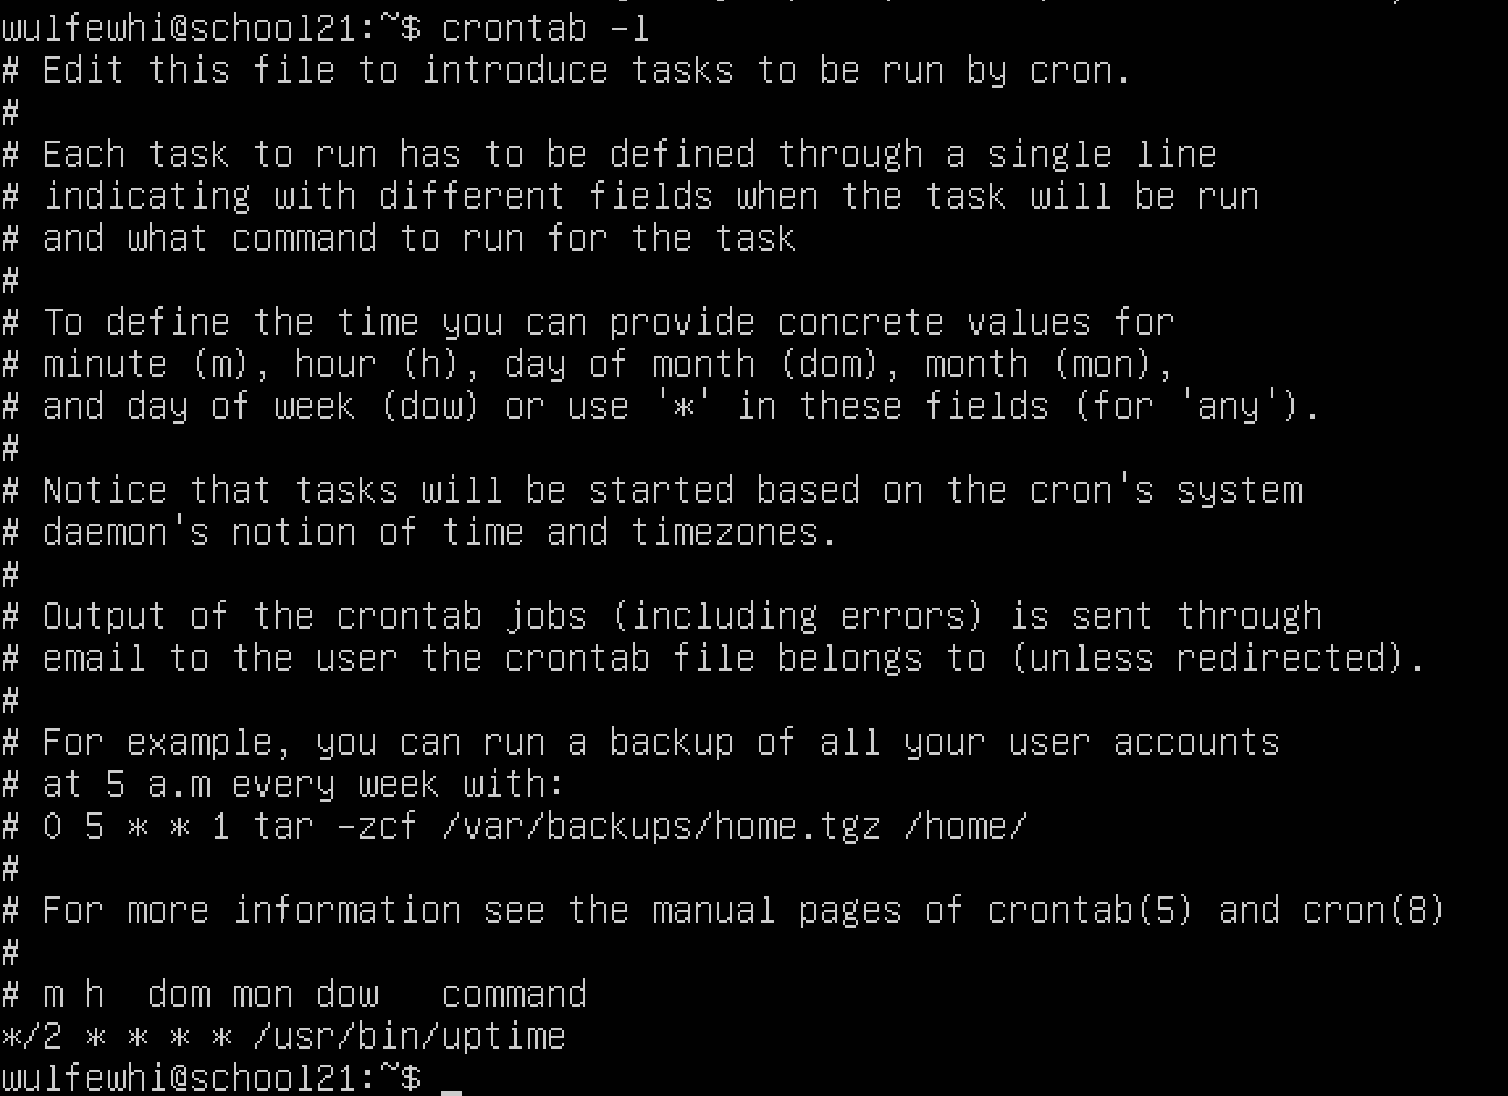 wulfewhi@school21:~$ crontab -l
# Edit this file to introduce tasks to be run by cron.
#
# Each task to run has to be defined through a single line
# indicating with different fields when the task will be run
# and what command to run for the task
#
# To define the time you can provide concrete values for
# minute (m), hour (h), day of month (dom), month (mon),
# and day of week (dow) or use '*' in these fields (for 'any').
#
# Notice that tasks will be started based on the cron's system
# daemon's notion of time and timezones.
#
# Output of the crontab jobs (including errors) is sent through
# email to the user the crontab file belongs to (unless redirected).
#
# For example, you can run a backup of all your user accounts
# at 5 a.m every week with:
# 0 5 * * 1 tar -zcf /var/backups/home.tgz /home/
#
# For more information see the manual pages of crontab(5) and cron(8)
#
# m h  dom mon dow   command
*/2 * * * * /usr/bin/uptime
wulfewhi@school21:~$